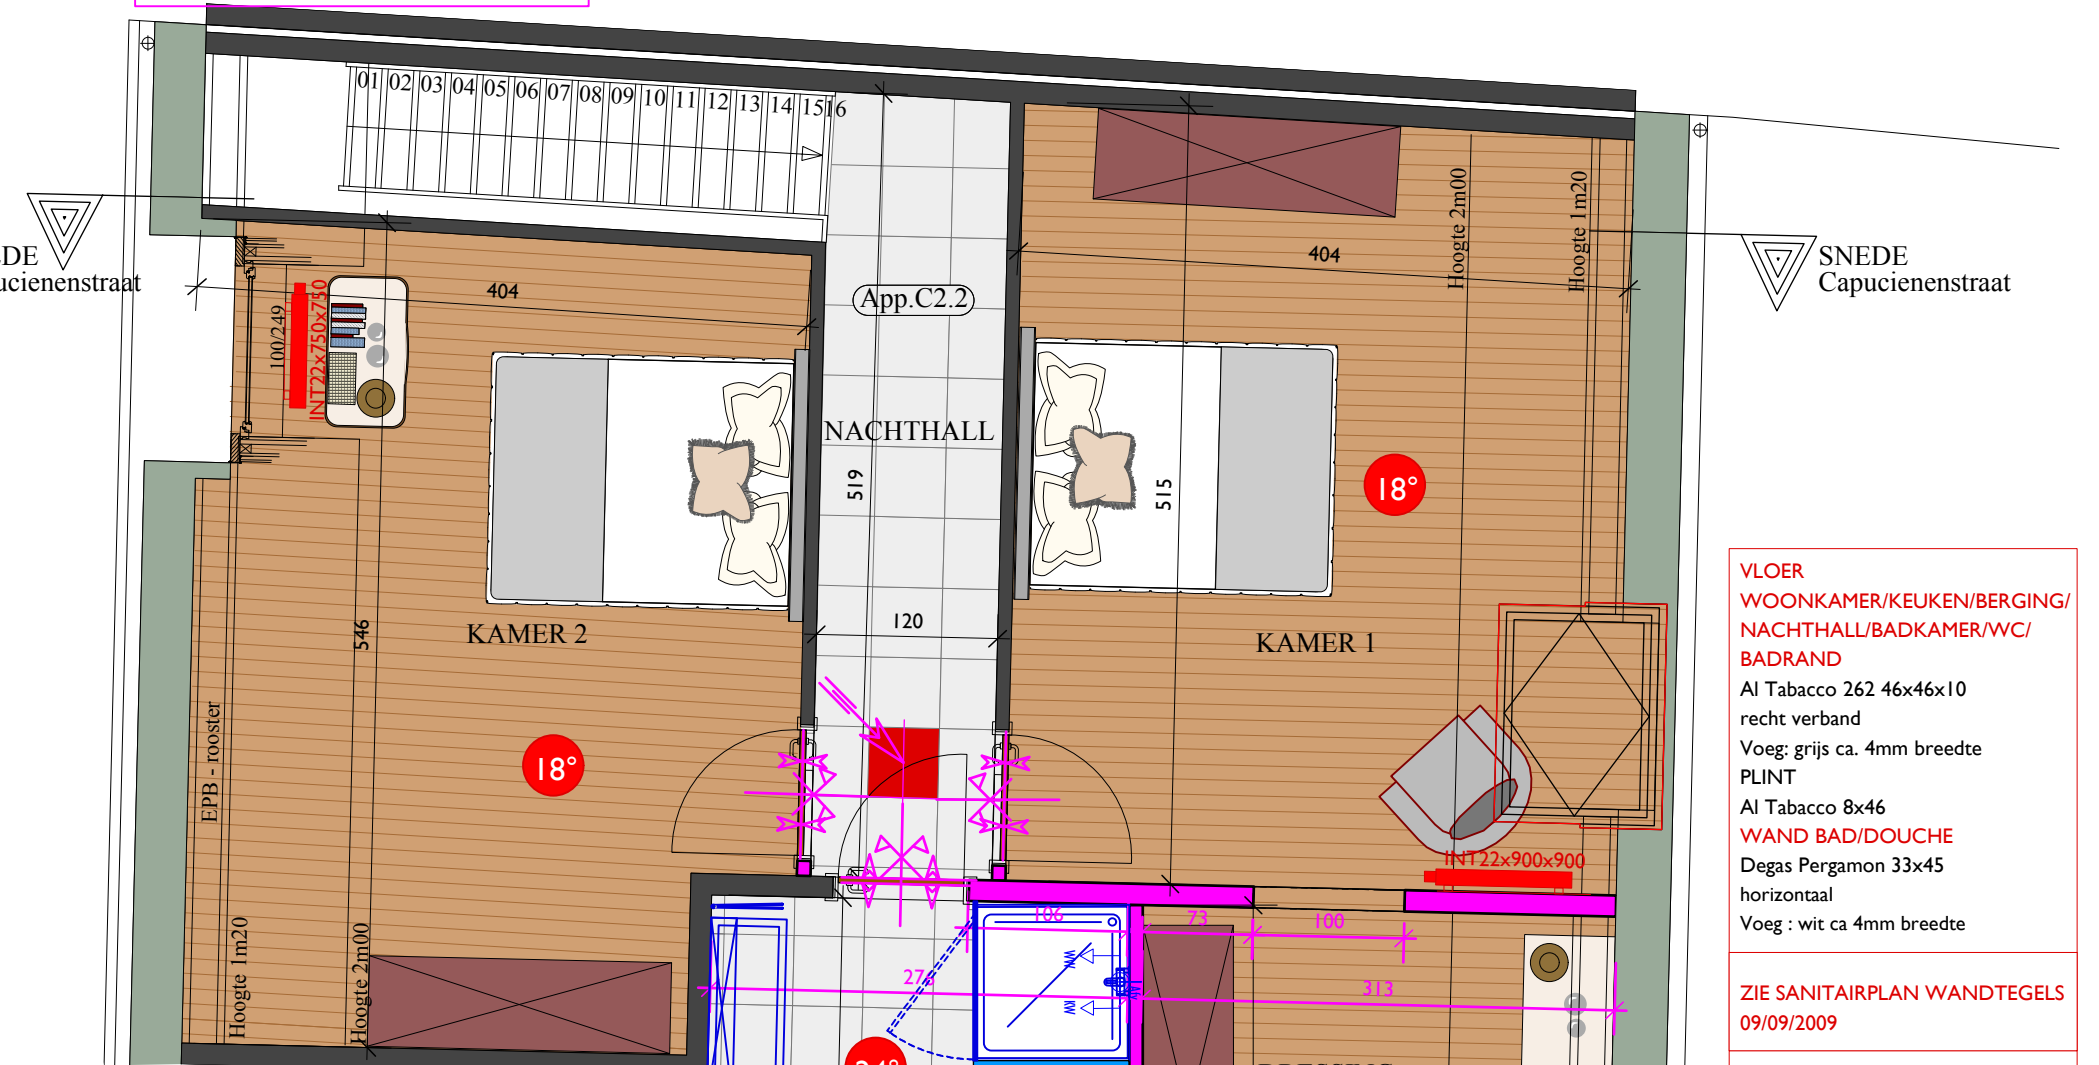 01 02 03 04 05 06 07 08 09 10 11 12 13 14 15 16
Hoogte 2m00
Hoogte 1m20
SNEDE
Capucienenstraat
404
404
App.C2.2
100/249
INT22x750x750
NACHTHALL
519
515
18°
546
KAMER 2
120
KAMER 1
EPB - rooster
18°
INT22x900x900
106
73
100
313
WW
KW
Hoogte 1m20
Hoogte 2m00
VLOER
WOONKAMER/KEUKEN/BERGING/
NACHTHALL/BADKAMER/WC/
BADRAND
Al Tabacco 262 46x46x10
recht verband
Voeg: grijs ca. 4mm breedte
PLINT
Al Tabacco 8x46
WAND BAD/DOUCHE
Degas Pergamon 33x45
horizontaal
Voeg : wit ca 4mm breedte
ZIE SANITAIRPLAN WANDTEGELS
09/09/2009